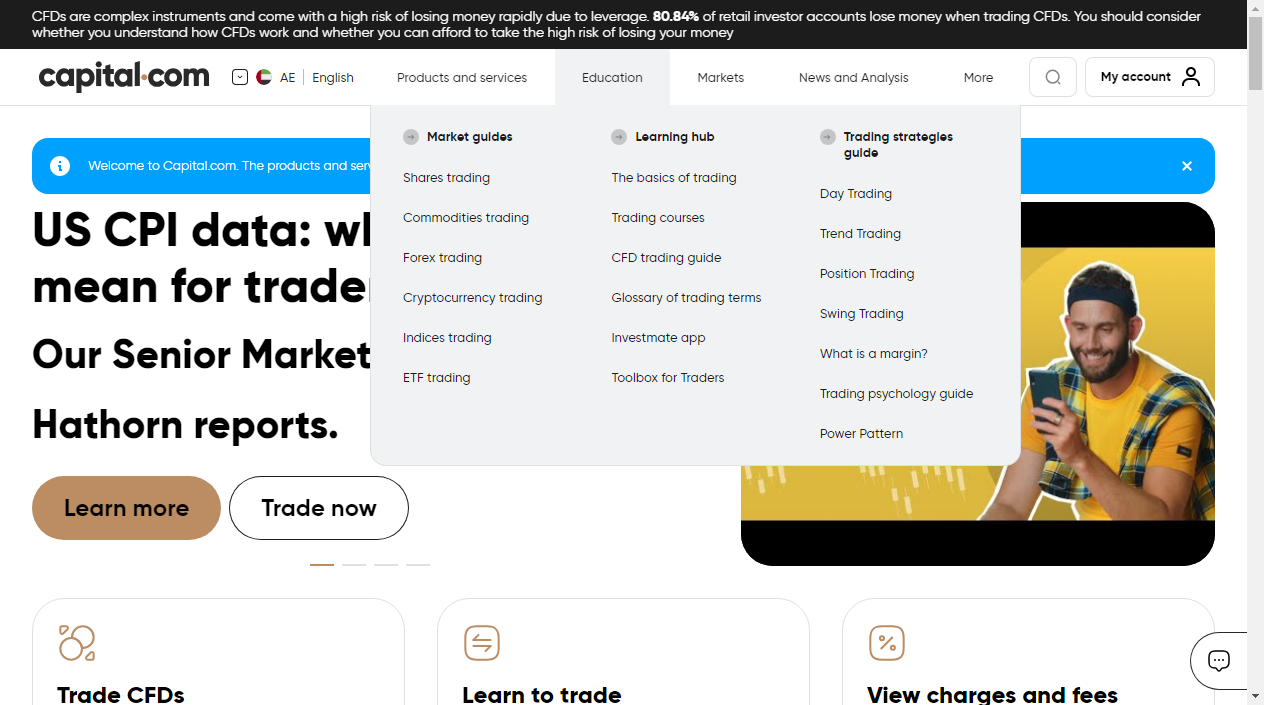 CFDs are complex instruments and come with a high risk of losing money rapidly due to leverage. 80.84% of retail investor accounts lose money when trading CFDs. You should consider
whether you understand how CFDs work and whether you can afford to take the high risk of losing your money
capital.com
AE English
Products and services
Education
Markets
News and Analysis
More
My account
Market guides
Shares trading
Commodities trading
Forex trading
Cryptocurrency trading
Indices trading
ETF trading
Learning hub
The basics of trading
Trading courses
CFD trading guide
Glossary of trading terms
Investmate app
Toolbox for Traders
Trading strategies
guide
Day Trading
Trend Trading
Position Trading
Swing Trading
What is a margin?
Trading psychology guide
Power Pattern
Welcome to Capital.com. The products and
US CPI data:
mean for
Our Senior Market
Hathorn reports.
Learn more
Trade now
Trade CFDs
Learn to trade
View charges and fees